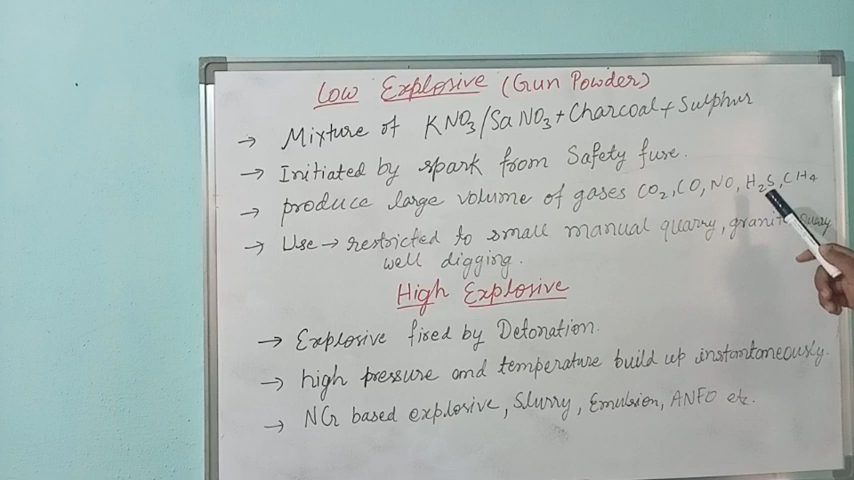 Low Explosive (Gun Powder)
→ Mixture of KNO3/SaNO3 + Charcoal + Sulphur
→ Initiated by spark from Safety fuse.
→ produce large volume of gases CO2, CO, NO, H2S, CH4
→ Use → restricted to small manual quarry, granite quary
well digging.
High Explosive
→ Explosive fired by Detonation.
→ high pressure and temperature build up instantaneously.
→ NG based explosive, Slurry, Emulsion, ANFO etc.